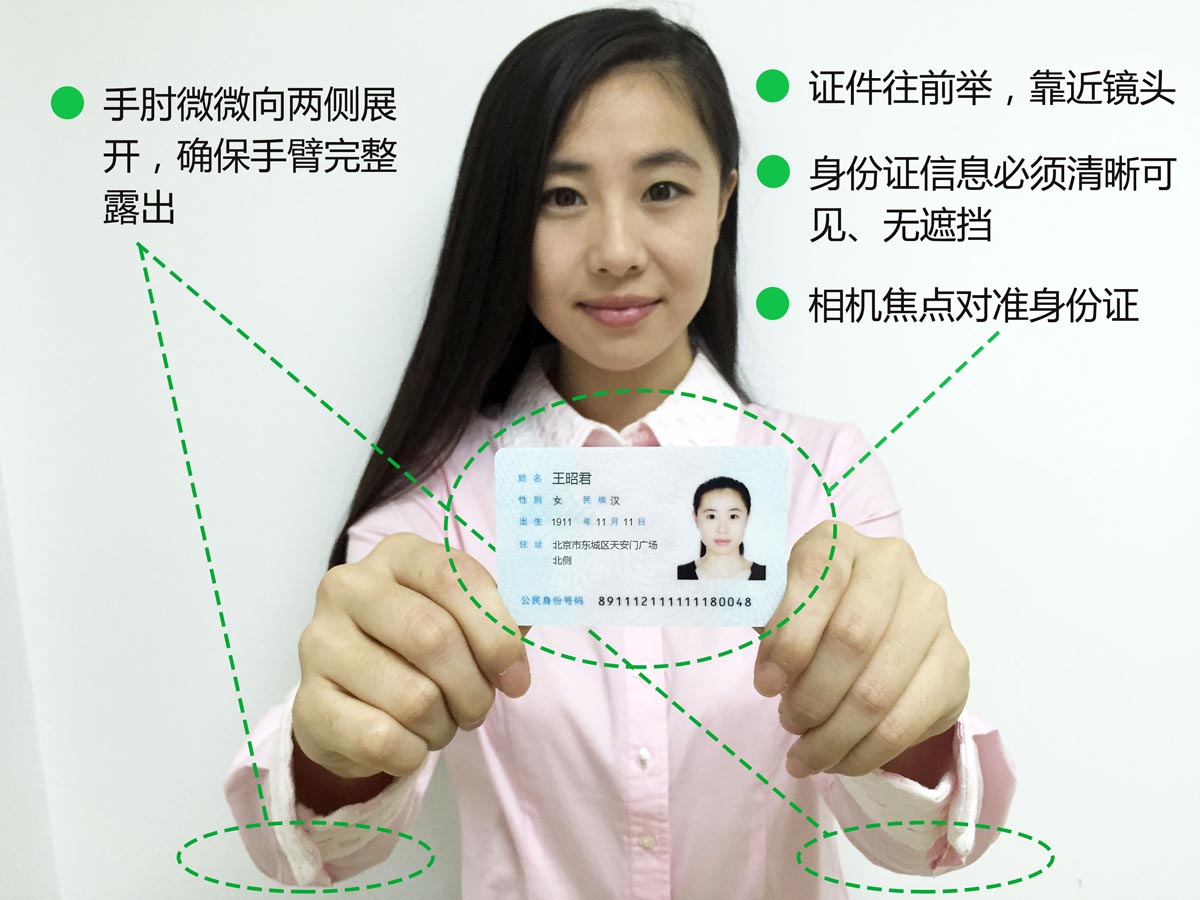 手肘微微向两侧展
开，确保手臂完整
露出
证件往前举，靠近镜头
身份证信息必须清晰可
见、无遮挡
相机焦点对准身份证
姓名 王昭君
性别 女 民族 汉
出生 1911 年 11 月 11 日
住址 北京市东城区天安门广场
北侧
公民身份号码 891112111111180048